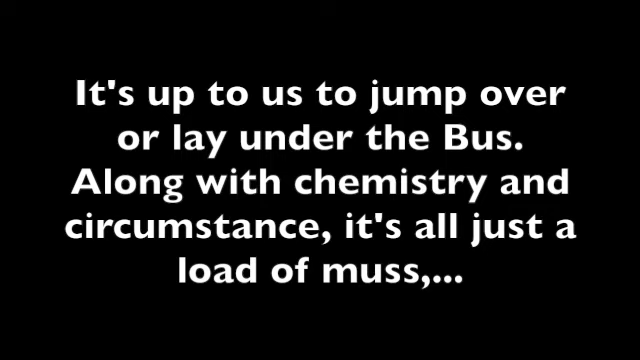 It's up to us to jump over
or lay under the Bus.
Along with chemistry and
circumstance, it's all just a
load of muss,...